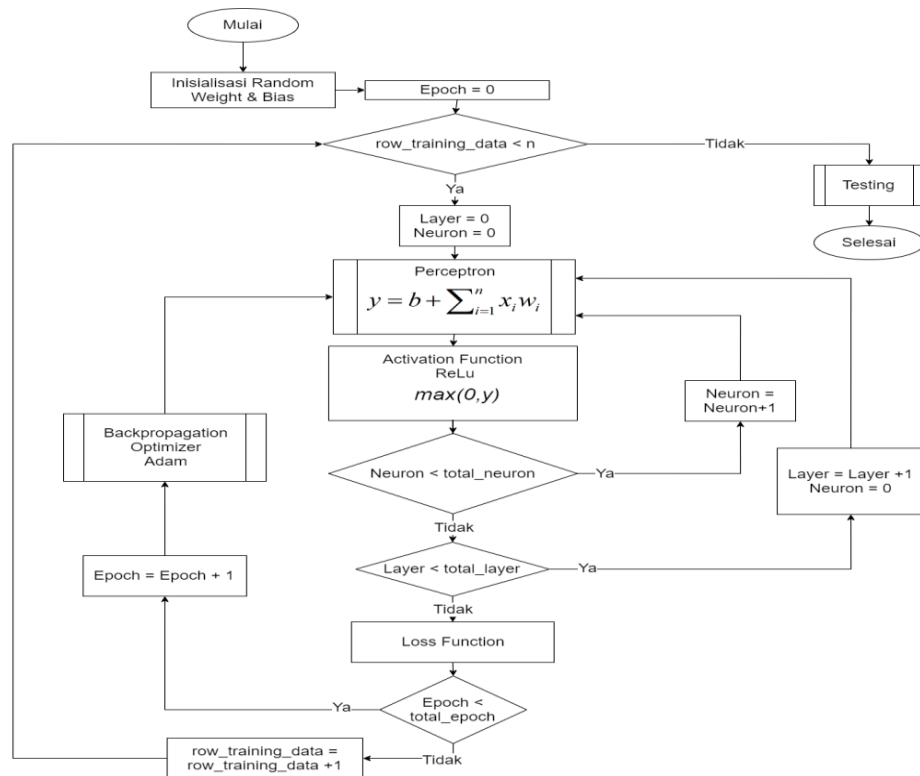 Mulai
Inisialisasi Random
Weight & Bias
Epoch = 0
row_training_data < n
Tidak
Ya
Testing
Selesai
Layer = 0
Neuron = 0
Perceptron
y = b + ∑ⁿᵢ₌₁ xᵢwᵢ
Activation Function
ReLu
max(0,y)
Neuron =
Neuron+1
Backpropagation
Optimizer
Adam
Neuron < total_neuron
Ya
Layer = Layer +1
Neuron = 0
Tidak
Epoch = Epoch + 1
Layer < total_layer
Ya
Tidak
Loss Function
Epoch <
total_epoch
Ya
Tidak
row_training_data =
row_training_data +1